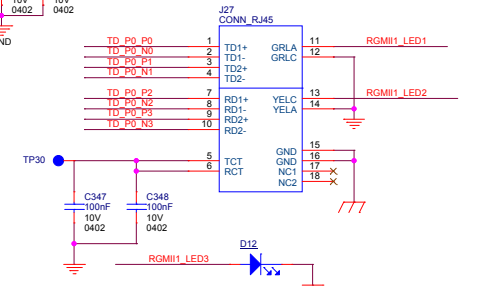 10V 10V
0402 0402
ND
J27
CONN_RJ45
TD_P0_P0 1 TD1+ GRLA 11 RGMII1_LED1
TD_P0_N0 2 TD1- GRLC 12
TD_P0_P1 3 TD2+
TD_P0_N1 4 TD2-
TD_P0_P2 7 RD1+ YELC 13 RGMII1_LED2
TD_P0_N2 8 RD1- YELA 14
TD_P0_P3 9 RD2+
TD_P0_N3 10 RD2-
GND 15
TP30 5 TCT GND 16
6 RCT NC1 17
NC2 18
C347 C348
100nF 100nF
10V 10V
0402 0402
D12
RGMII1_LED3